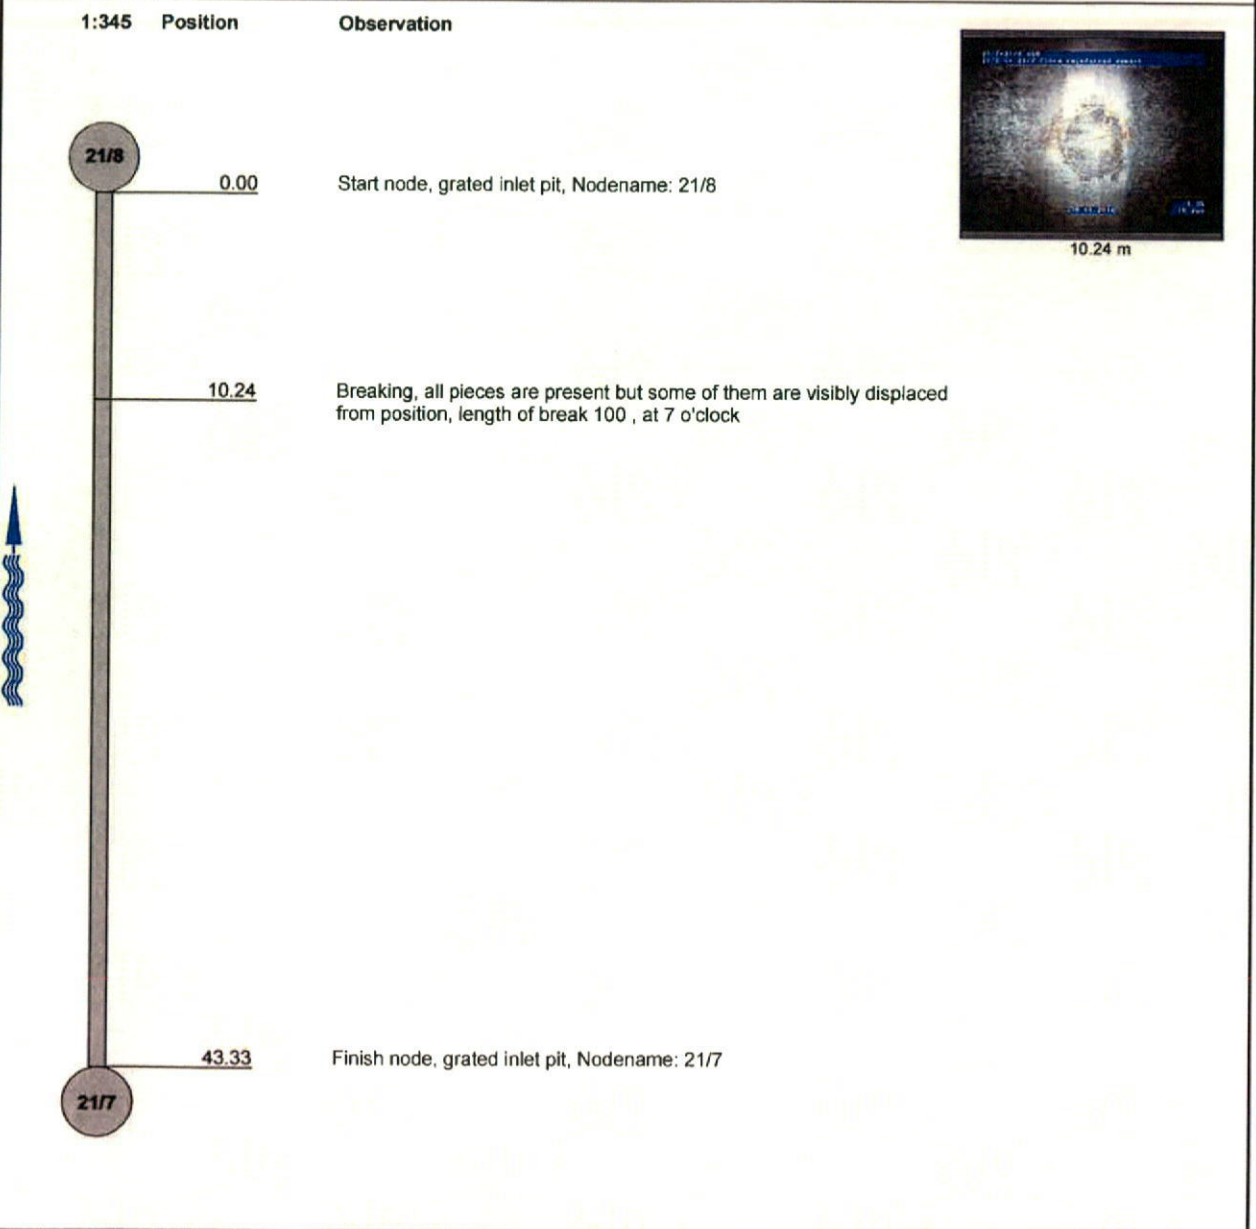 1:345 Position Observation
21/8
0.00 Start node, grated inlet pit, Nodename: 21/8
10.24 m
10.24 Breaking, all pieces are present but some of them are visibly displaced
from position, length of break 100 , at 7 o'clock
43.33 Finish node, grated inlet pit, Nodename: 21/7
21/7